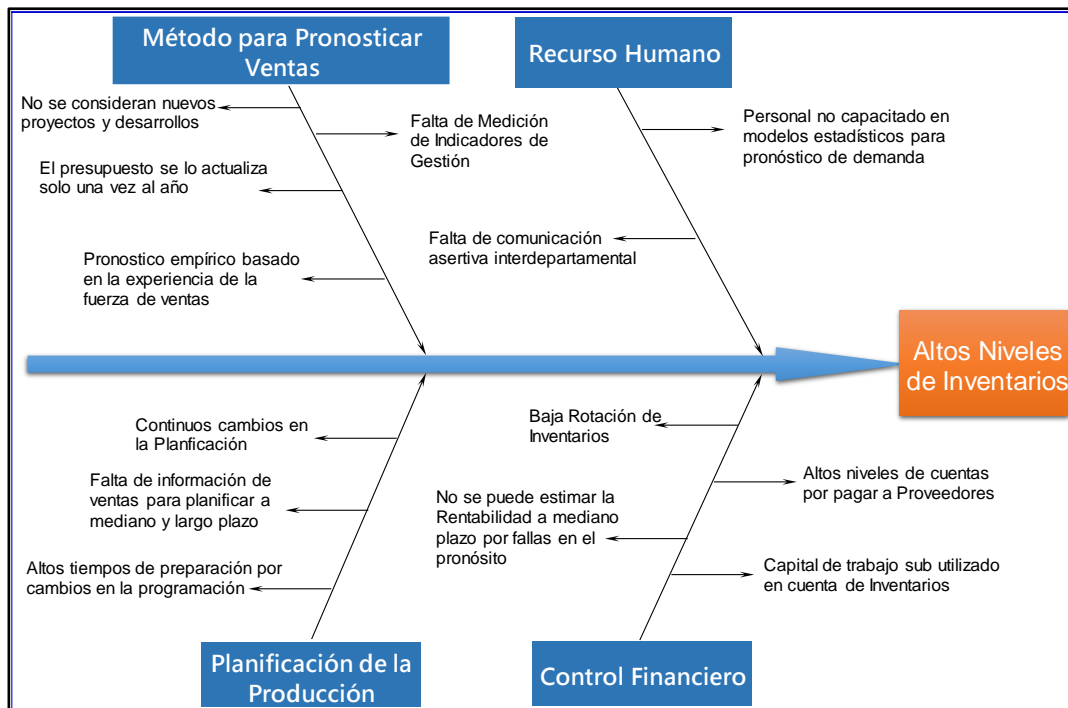 Método para Pronosticar
Ventas
Recurso Humano
No se consideran nuevos
proyectos y desarrollos
Falta de Medición
de Indicadores de
Gestión
El presupuesto se lo actualiza
solo una vez al año
Pronostico empírico basado
en la experiencia de la
fuerza de ventas
Personal no capacitado en
modelos estadísticos para
pronóstico de demanda
Falta de comunicación
asertiva interdepartamental
Altos Niveles
de Inventarios
Continuos cambios en
la Planficación
Falta de información de
ventas para planificar a
mediano y largo plazo
Altos tiempos de preparación por
cambios en la programación
Baja Rotación de
Inventarios
Altos niveles de cuentas
por pagar a Proveedores
No se puede estimar la
Rentabilidad a mediano
plazo por fallas en el
pronósito
Capital de trabajo sub utilizado
en cuenta de Inventarios
Planificación de la
Producción
Control Financiero